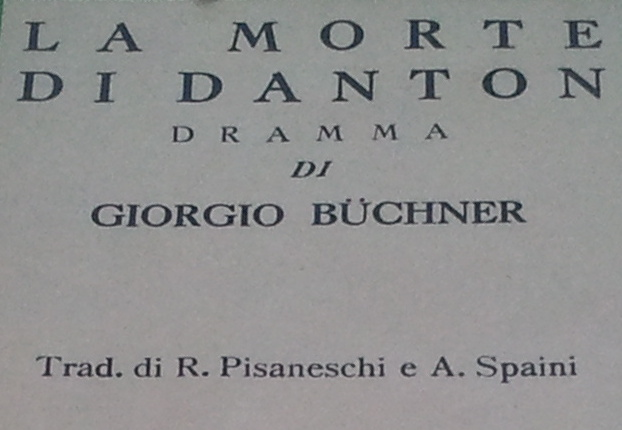 LA MORTE
DI DANTON
DRAMMA
DI
GIORGIO BÜCHNER
Trad. di R. Pisaneschi e A. Spaini